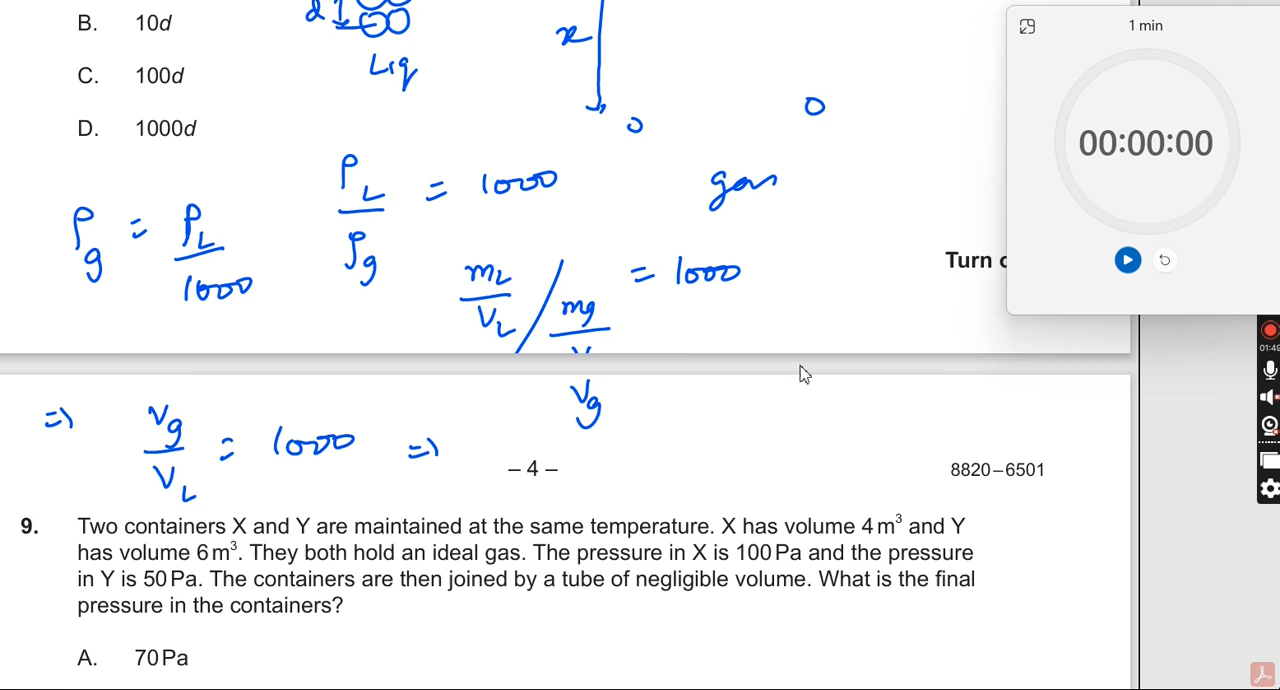 B. 10d
C. 100d
D. 1000d
d
Liq
x
gas
ρL / ρg = 1000
ρg = ρL / 1000
mL / VL / mg / Vg = 1000
Turn o
1 min
00:00:00
01:49
⇒ Vg / VL = 1000 ⇒
– 4 –
8820–6501
9. Two containers X and Y are maintained at the same temperature. X has volume 4 m³ and Y
has volume 6 m³. They both hold an ideal gas. The pressure in X is 100 Pa and the pressure
in Y is 50 Pa. The containers are then joined by a tube of negligible volume. What is the final
pressure in the containers?
A. 70 Pa